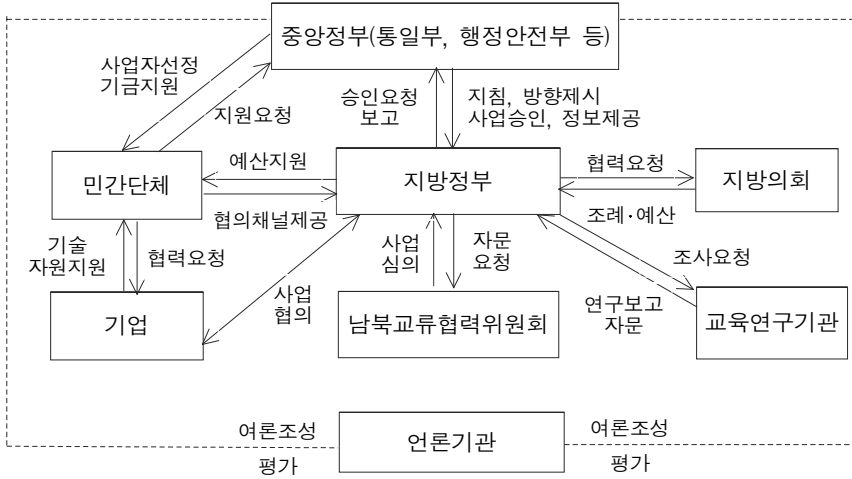 중앙정부(통일부, 행정안전부 등)
사업자선정
기금지원
지원요청
승인요청
보고
지침, 방향제시
사업승인, 정보제공
민간단체
예산지원
협의채널제공
지방정부
협력요청
조례·예산
지방의회
기술
자원지원
협력요청
사업
협의
사업
심의
자문
요청
조사요청
연구보고
자문
기업
남북교류협력위원회
교육연구기관
여론조성
평가
언론기관
여론조성
평가